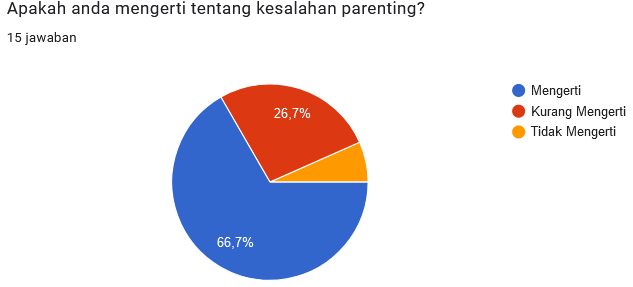 Apakah anda mengerti tentang kesalahan parenting?
15 jawaban
Mengerti
Kurang Mengerti
Tidak Mengerti
26,7%
66,7%